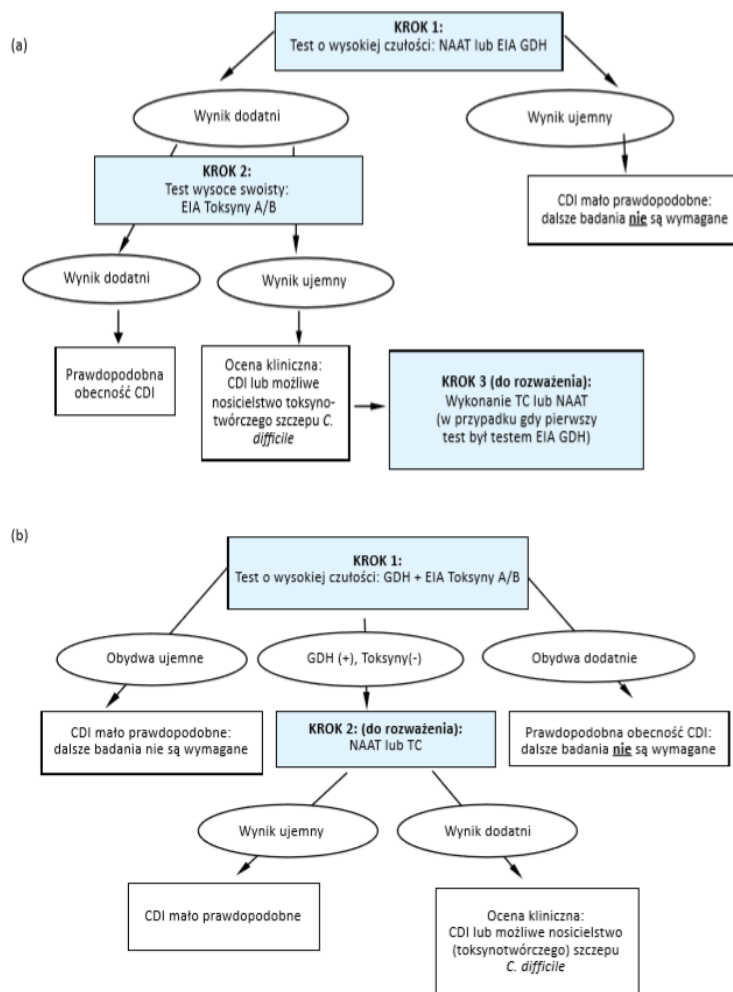 (a)
KROK 1:
Test o wysokiej czułości: NAAT lub EIA GDH
Wynik dodatni
Wynik ujemny
KROK 2:
Test wysoce swoisty:
EIA Toksyny A/B
CDI mało prawdopodobne:
dalsze badania nie są wymagane
Wynik dodatni
Wynik ujemny
Prawdopodobna
obecność CDI
Ocena kliniczna:
CDI lub możliwe
nosicielstwo toksyno-
twórczego szczepu C.
difficile
KROK 3 (do rozważenia):
Wykonanie TC lub NAAT
(w przypadku gdy pierwszy
test był testem EIA GDH)
(b)
KROK 1:
Test o wysokiej czułości: GDH + EIA Toksyny A/B
Obydwa ujemne
GDH (+), Toksyny(-)
Obydwa dodatnie
CDI mało prawdopodobne:
dalsze badania nie są wymagane
KROK 2: (do rozważenia):
NAAT lub TC
Prawdopodobna obecność CDI:
dalsze badania nie są wymagane
Wynik ujemny
Wynik dodatni
CDI mało prawdopodobne
Ocena kliniczna:
CDI lub możliwe nosicielstwo
(toksynotwórczego) szczepu
C. difficile